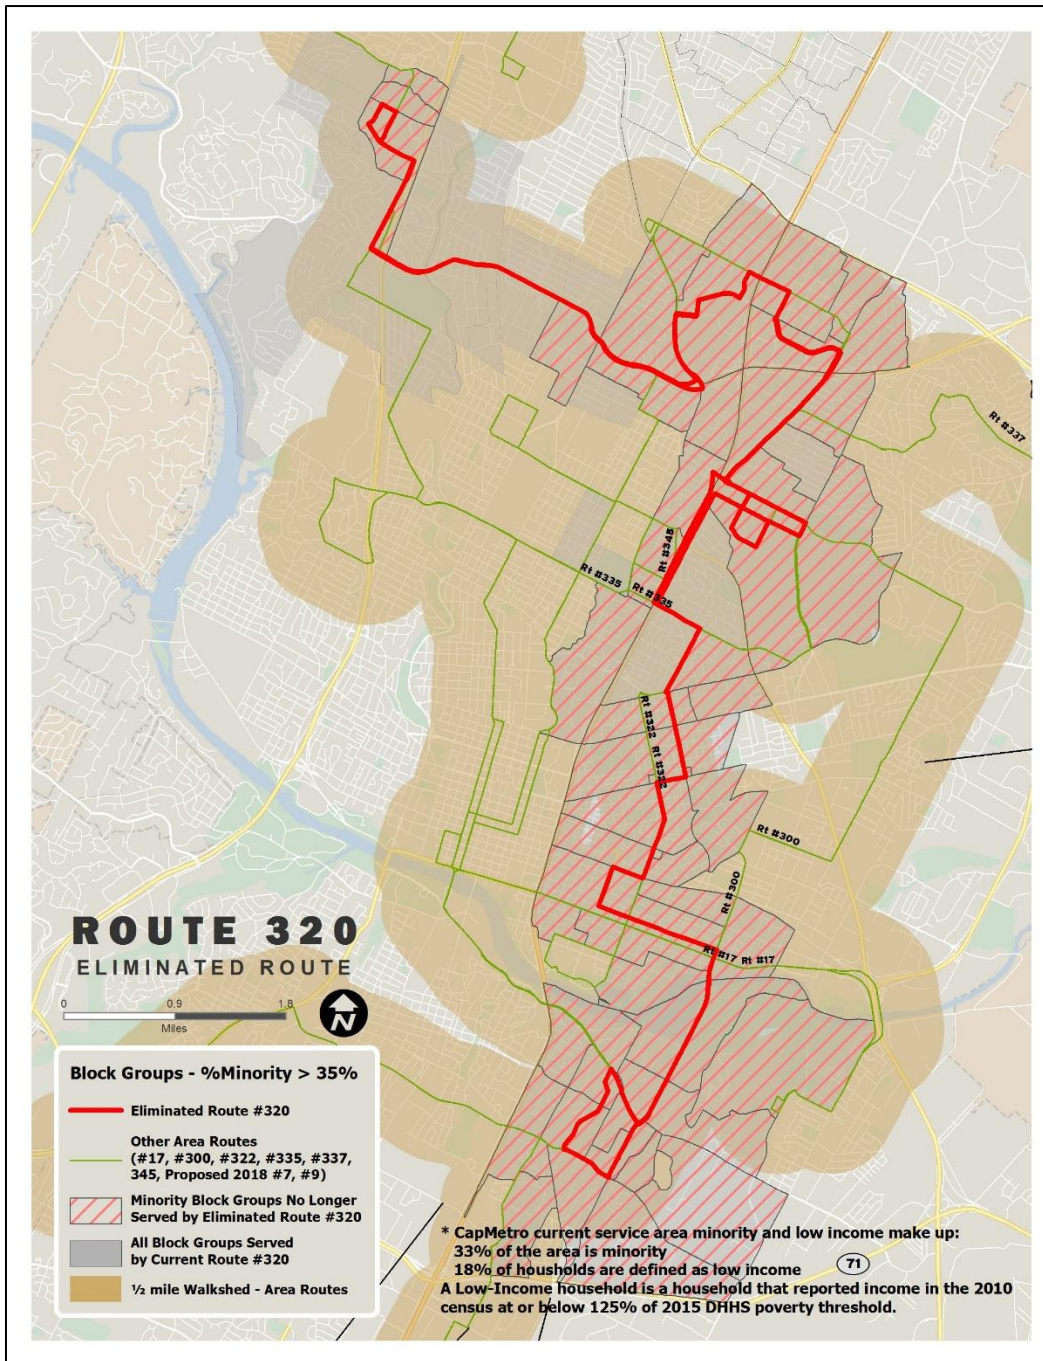 Rt #337
Rt #345
Rt #335
Rt #335
Rt #322
Rt #322
Rt #300
Rt #300
Rt #17 Rt #17
ROUTE 320
ELIMINATED ROUTE
0 0.9 1.8
Miles
N
Block Groups - %Minority > 35%
Eliminated Route #320
Other Area Routes
(#17, #300, #322, #335, #337,
345, Proposed 2018 #7, #9)
Minority Block Groups No Longer
Served by Eliminated Route #320
All Block Groups Served
by Current Route #320
½ mile Walkshed - Area Routes
* CapMetro current service area minority and low income make up:
33% of the area is minority
18% of housholds are defined as low income
71
A Low-Income household is a household that reported income in the 2010
census at or below 125% of 2015 DHHS poverty threshold.